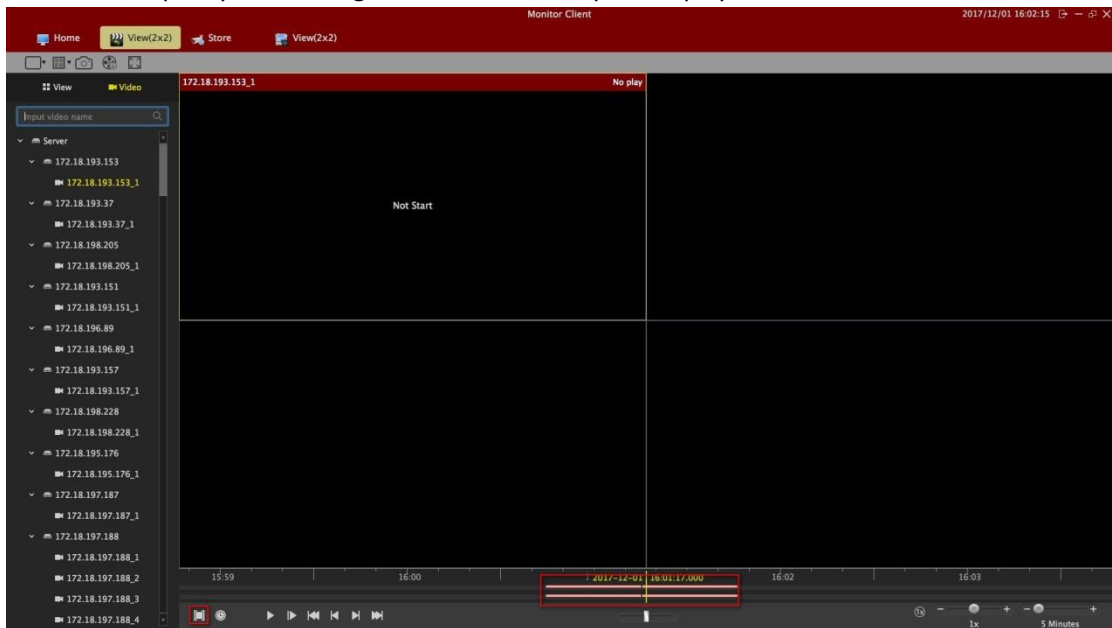 Monitor Client
2017/12/01 16:02:15
Home
View(2x2)
Store
View(2x2)
View
Video
172.18.193.153_1
No play
Input video name
Server
172.18.193.153
172.18.193.153_1
172.18.193.37
Not Start
172.18.193.37_1
172.18.198.205
172.18.198.205_1
172.18.193.151
172.18.193.151_1
172.18.196.89
172.18.196.89_1
172.18.193.157
172.18.193.157_1
172.18.198.228
172.18.198.228_1
172.18.195.176
172.18.195.176_1
172.18.197.187
172.18.197.187_1
172.18.197.188
172.18.197.188_1
172.18.197.188_2
172.18.197.188_3
172.18.197.188_4
15:59
16:00
2017-12-01 16:01:17.000
16:02
16:03
1x
1x
5 Minutes